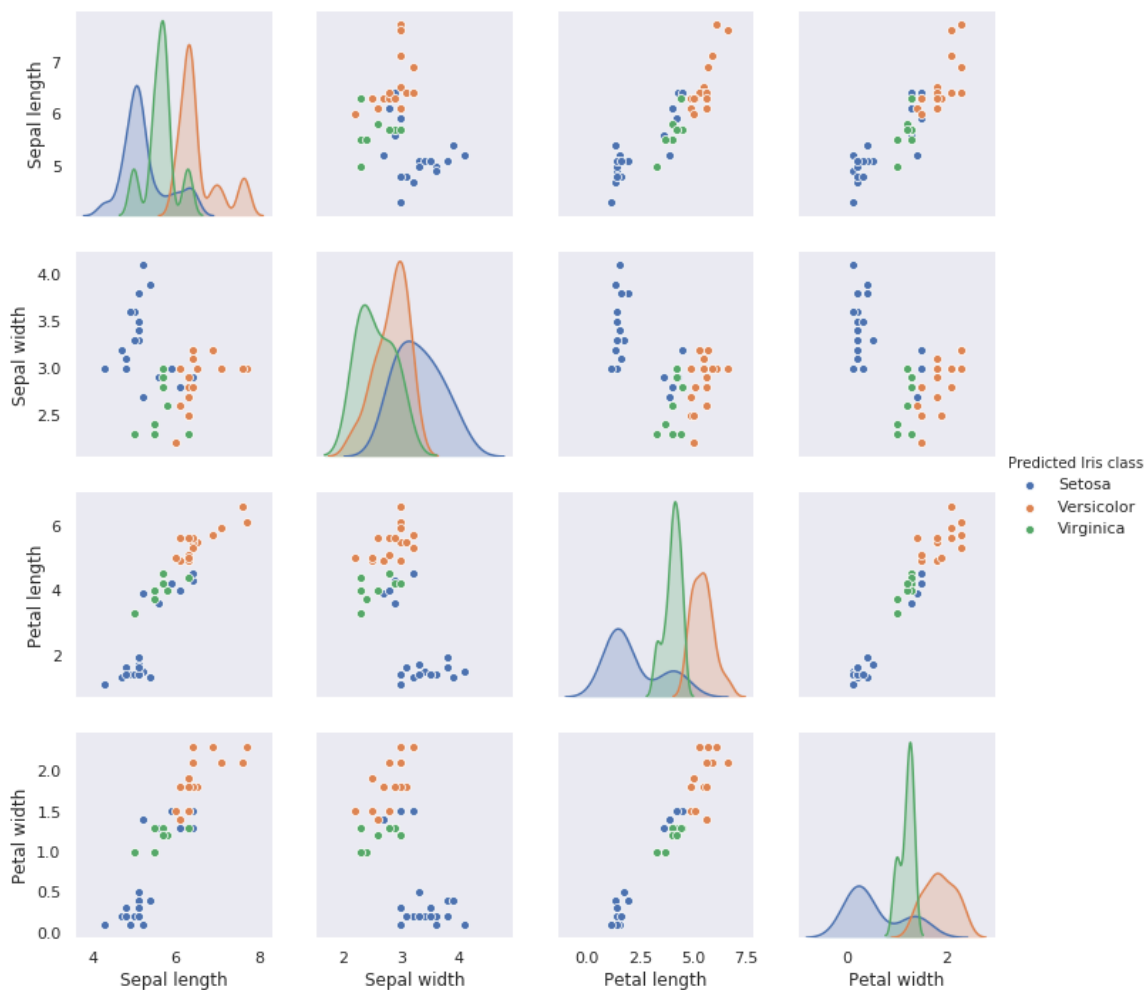 7
6
5
Sepal length
4.0
3.5
3.0
2.5
Sepal width
Predicted Iris class
Setosa
Versicolor
Virginica
6
4
2
Petal length
2.0
1.5
1.0
0.5
0.0
Petal width
4 6 8
2 3 4
0.0 2.5 5.0 7.5
0 2
Sepal length
Sepal width
Petal length
Petal width